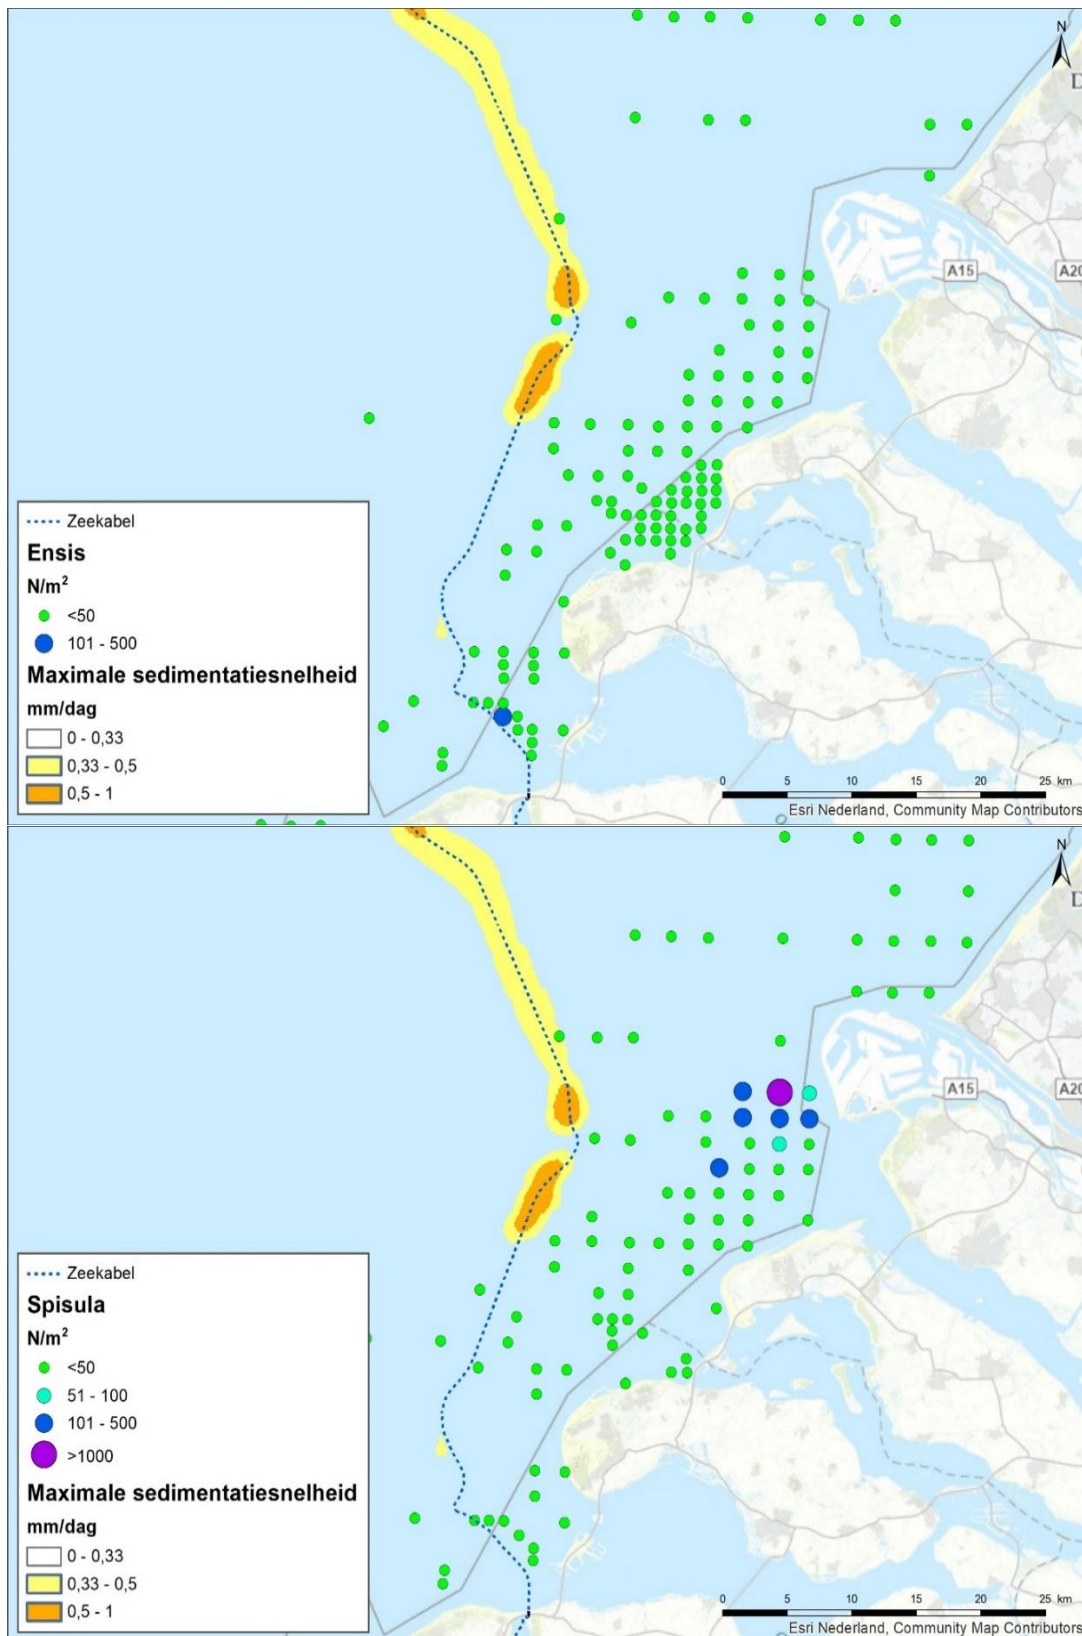 N
D
A15
A20
Zeekabel
Ensis
N/m²
<50
101 - 500
Maximale sedimentatiesnelheid
mm/dag
0 - 0,33
0,33 - 0,5
0,5 - 1
0 5 10 15 20 25 km
Esri Nederland, Community Map Contributors
N
D
A15
A20
Zeekabel
Spisula
N/m²
<50
51 - 100
101 - 500
>1000
Maximale sedimentatiesnelheid
mm/dag
0 - 0,33
0,33 - 0,5
0,5 - 1
0 5 10 15 20 25 km
Esri Nederland, Community Map Contributors